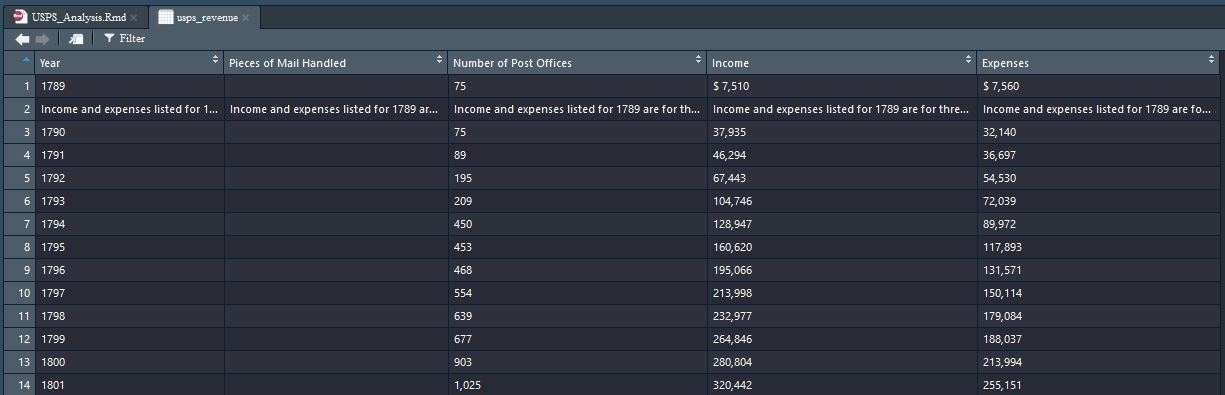 USPS_Analysis.Rmd usps_revenue
Filter
Year Pieces of Mail Handled Number of Post Offices Income Expenses
1 1789 75 $ 7,510 $ 7,560
2 Income and expenses listed for 1... Income and expenses listed for 1789 ar... Income and expenses listed for 1789 are for th... Income and expenses listed for 1789 are for thre... Income and expenses listed for 1789 are fo...
3 1790 75 37,935 32,140
4 1791 89 46,294 36,697
5 1792 195 67,443 54,530
6 1793 209 104,746 72,039
7 1794 450 128,947 89,972
8 1795 453 160,620 117,893
9 1796 468 195,066 131,571
10 1797 554 213,998 150,114
11 1798 639 232,977 179,084
12 1799 677 264,846 188,037
13 1800 903 280,804 213,994
14 1801 1,025 320,442 255,151